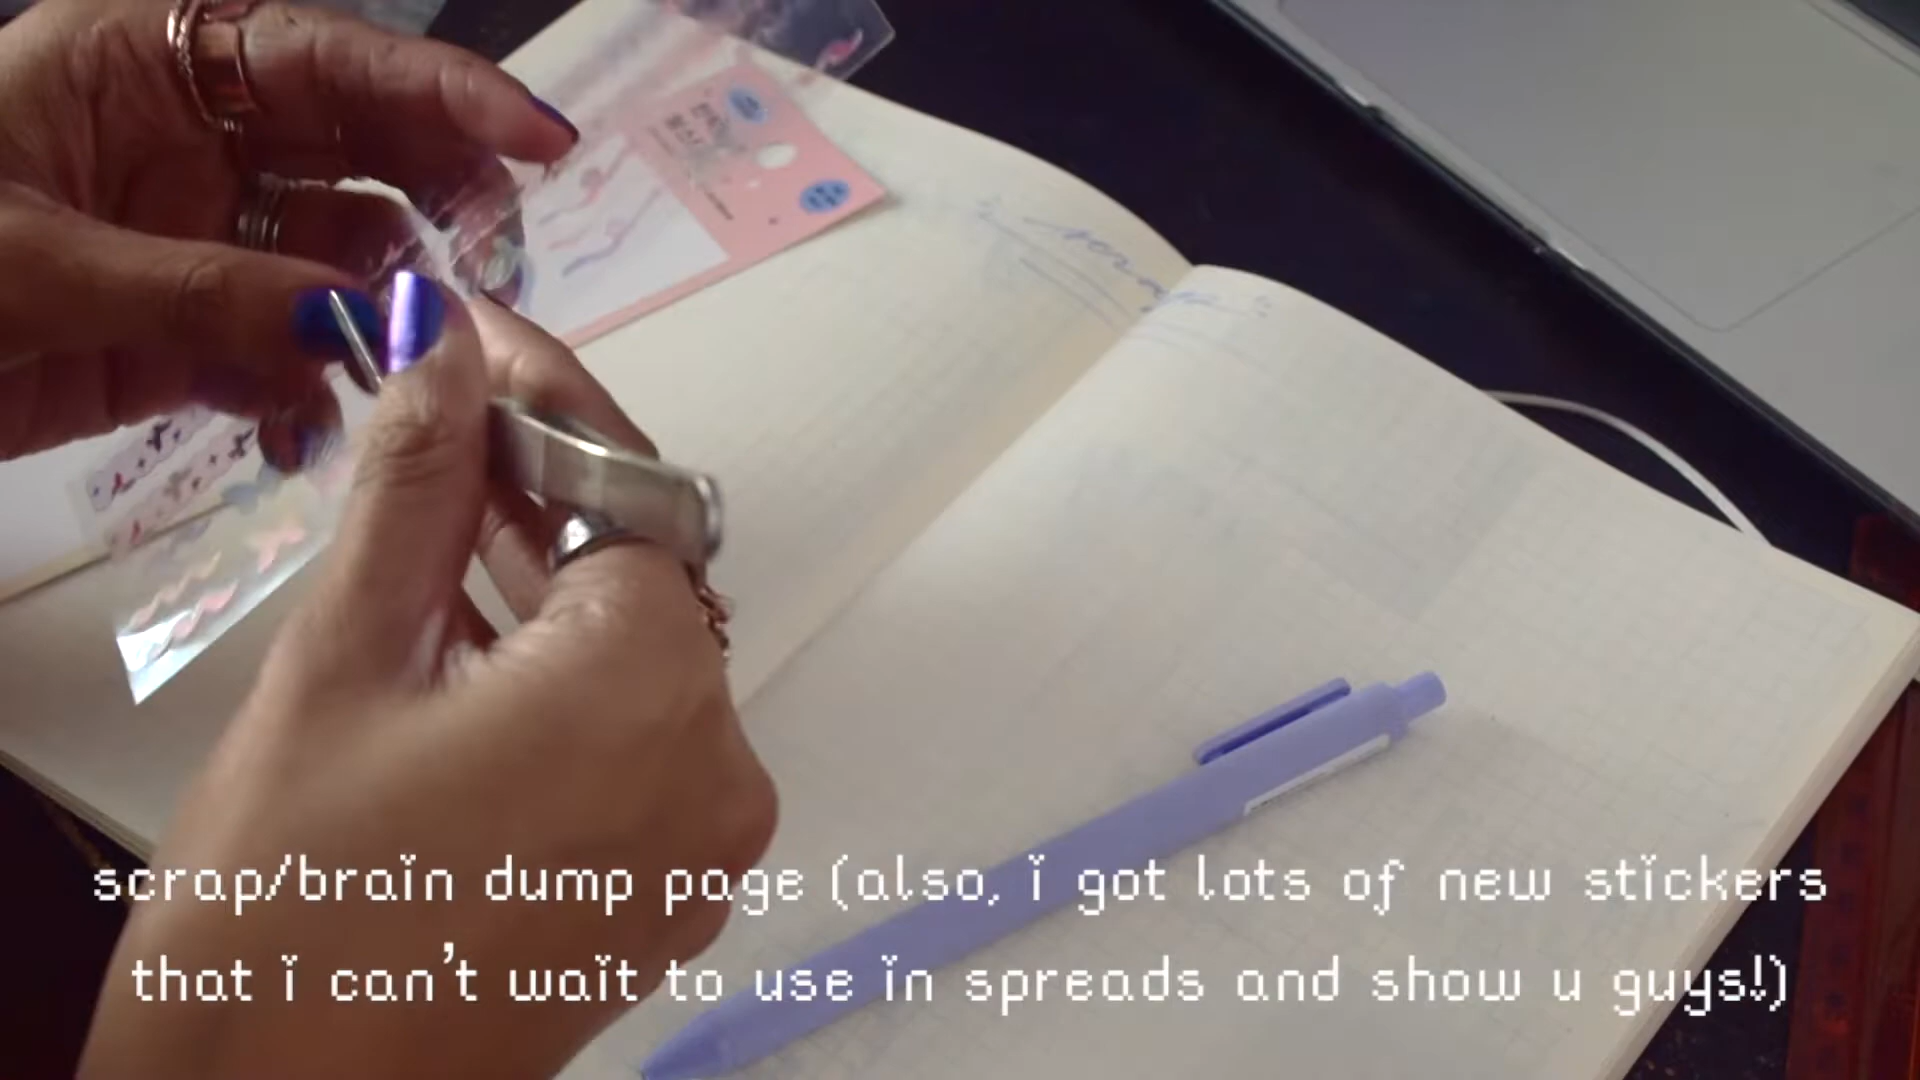 scrap/brain dump page (also, i got lots of new stickers
that i can't wait to use in spreads and show u guys!)